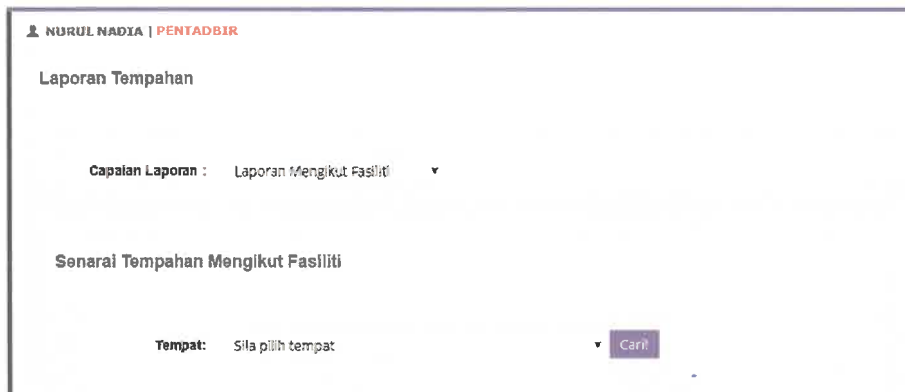 NURUL NADIA | PENTADBIR
Laporan Tempahan
Capaian Laporan : Laporan Mengikut Fasiliti
Senarai Tempahan Mengikut Fasiliti
Tempat: Sila pilih tempat Cari!